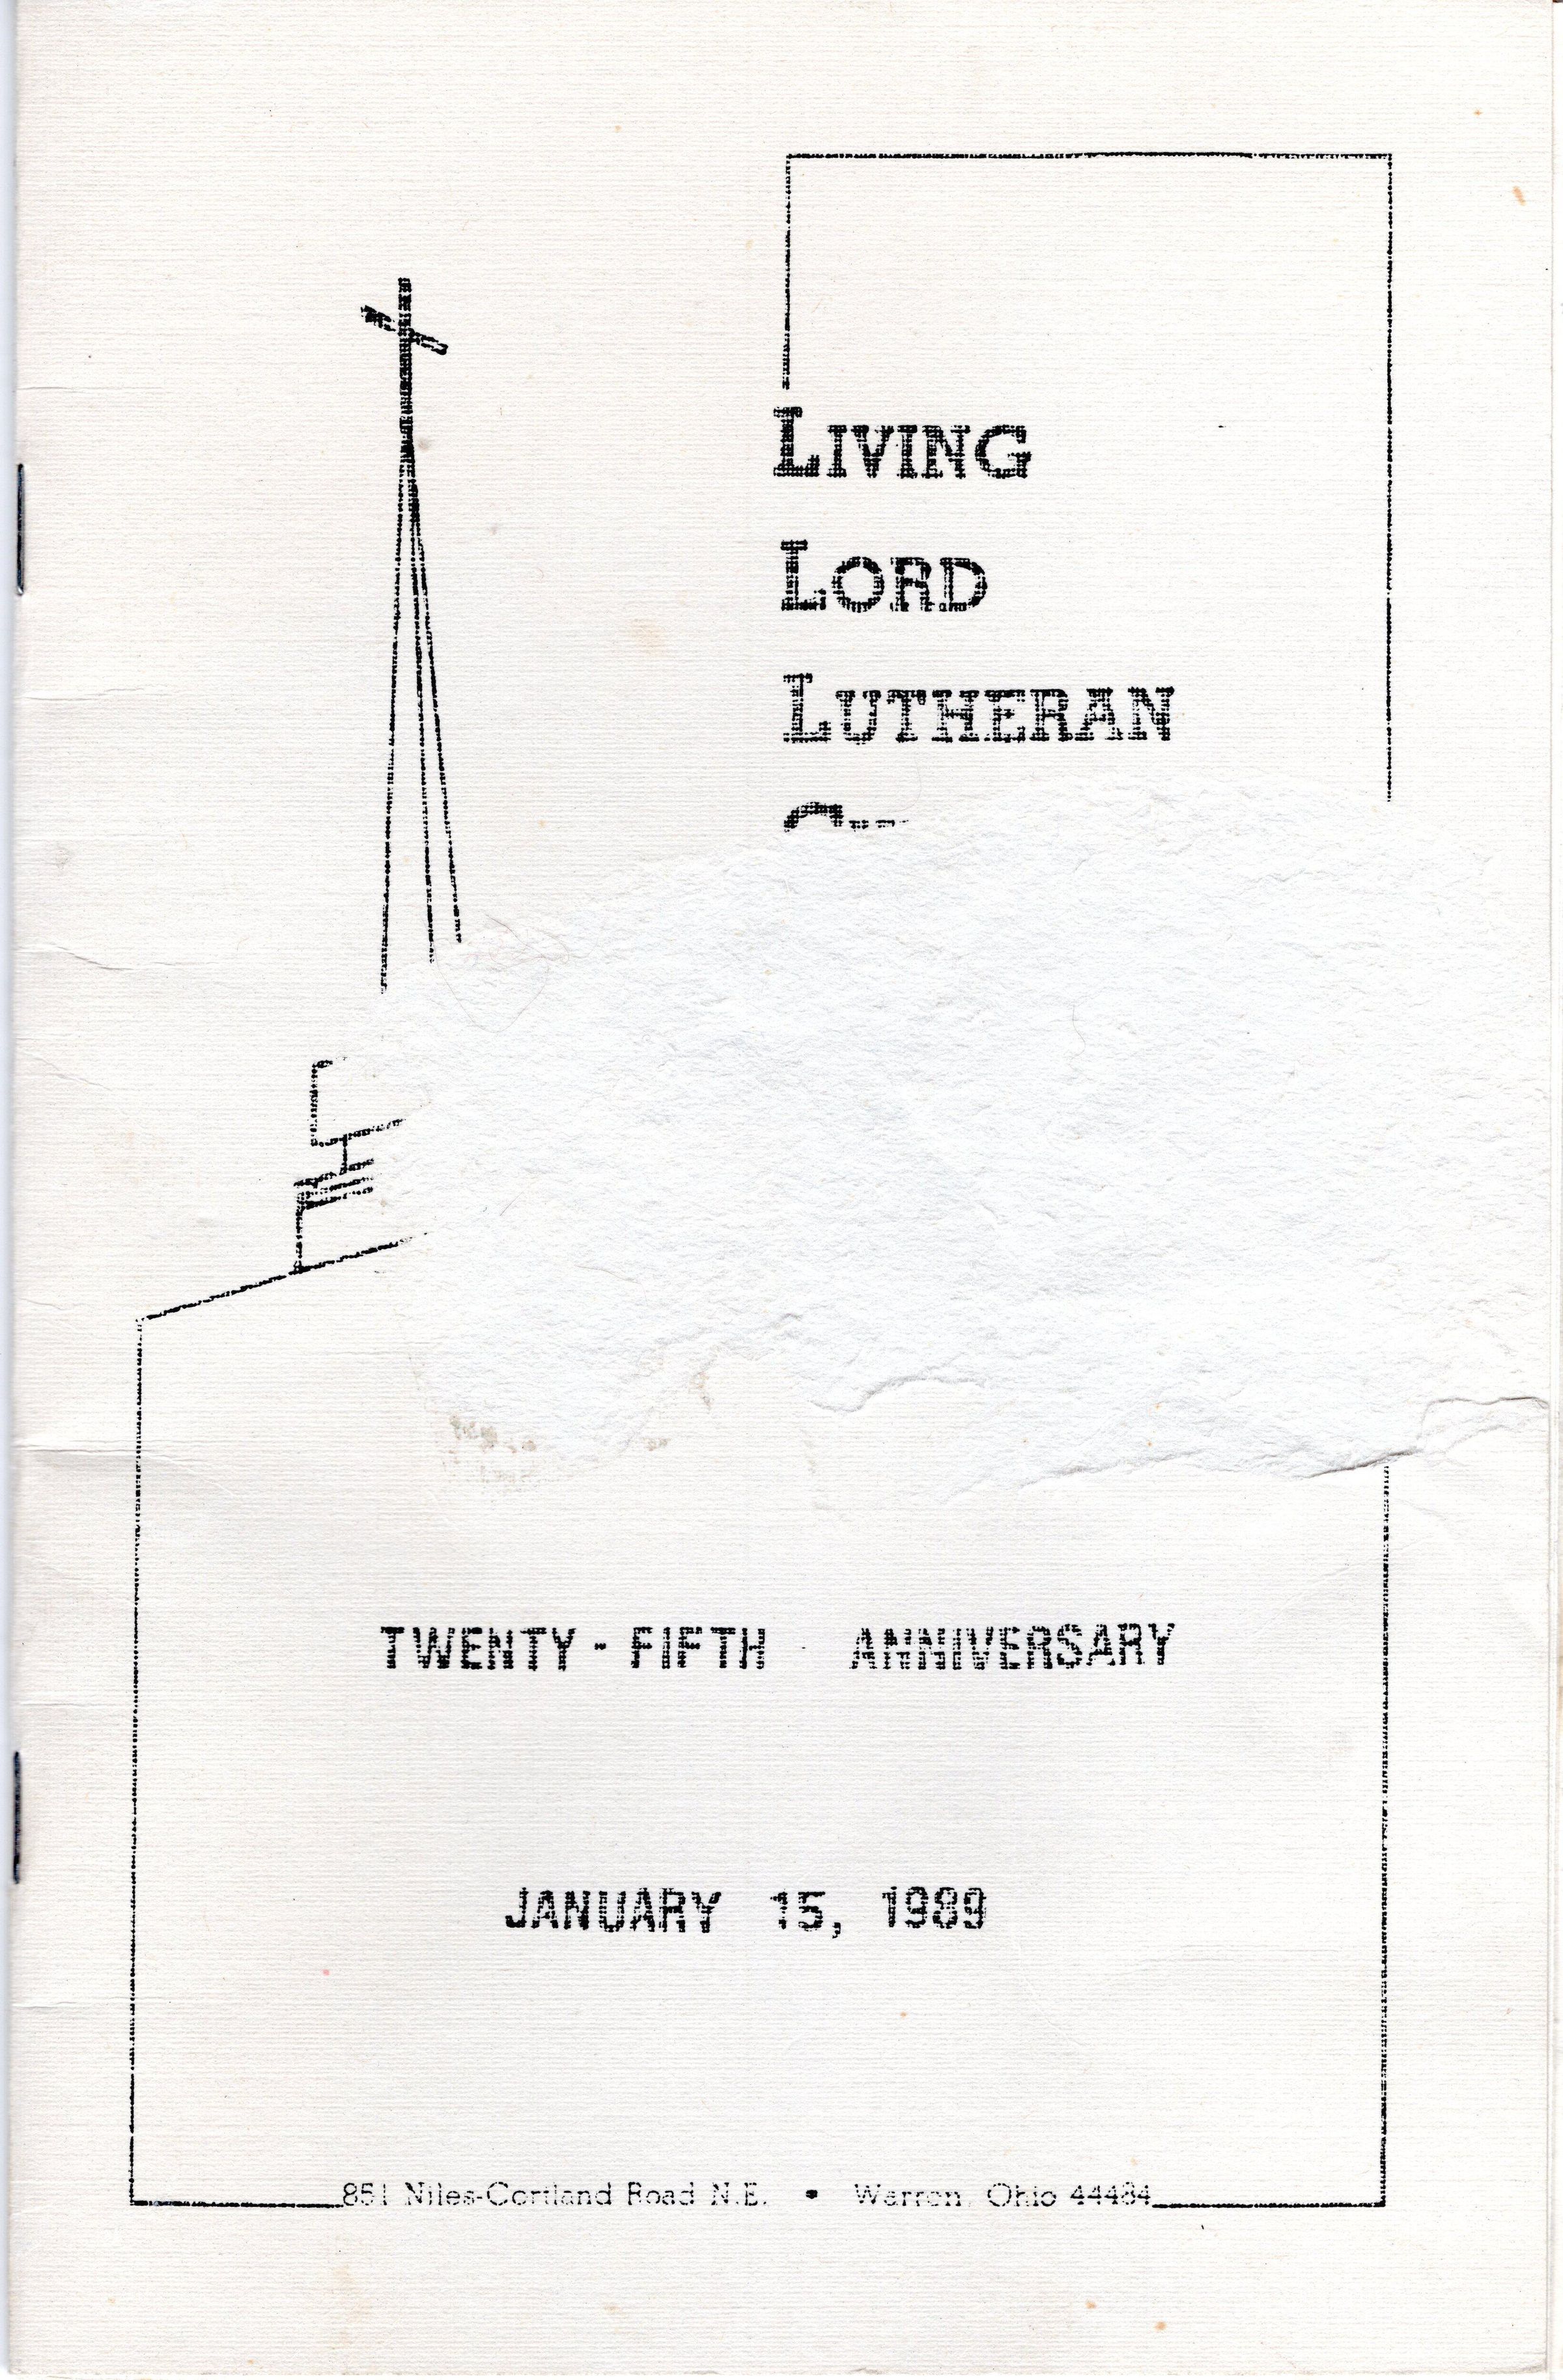 LIVING
LORD
LUTHERAN
TWENTY-FIFTH ANNIVERSARY
JANUARY 15, 1989
851 Niles-Cortland Road N.E. • Warren, Ohio 44484